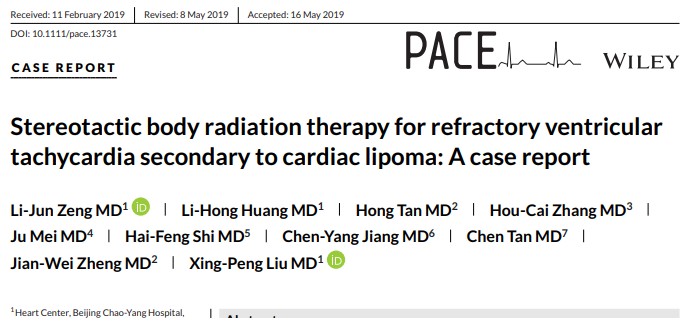 Received: 11 February 2019 | Revised: 8 May 2019 | Accepted: 16 May 2019
DOI: 10.1111/pace.13731
PACE WILEY
CASE REPORT
Stereotactic body radiation therapy for refractory ventricular
tachycardia secondary to cardiac lipoma: A case report
Li-Jun Zeng MD1 iD | Li-Hong Huang MD1 | Hong Tan MD2 | Hou-Cai Zhang MD3 |
Ju Mei MD4 | Hai-Feng Shi MD5 | Chen-Yang Jiang MD6 | Chen Tan MD7 |
Jian-Wei Zheng MD2 | Xing-Peng Liu MD1 iD
1Heart Center, Beijing Chao-Yang Hospital,